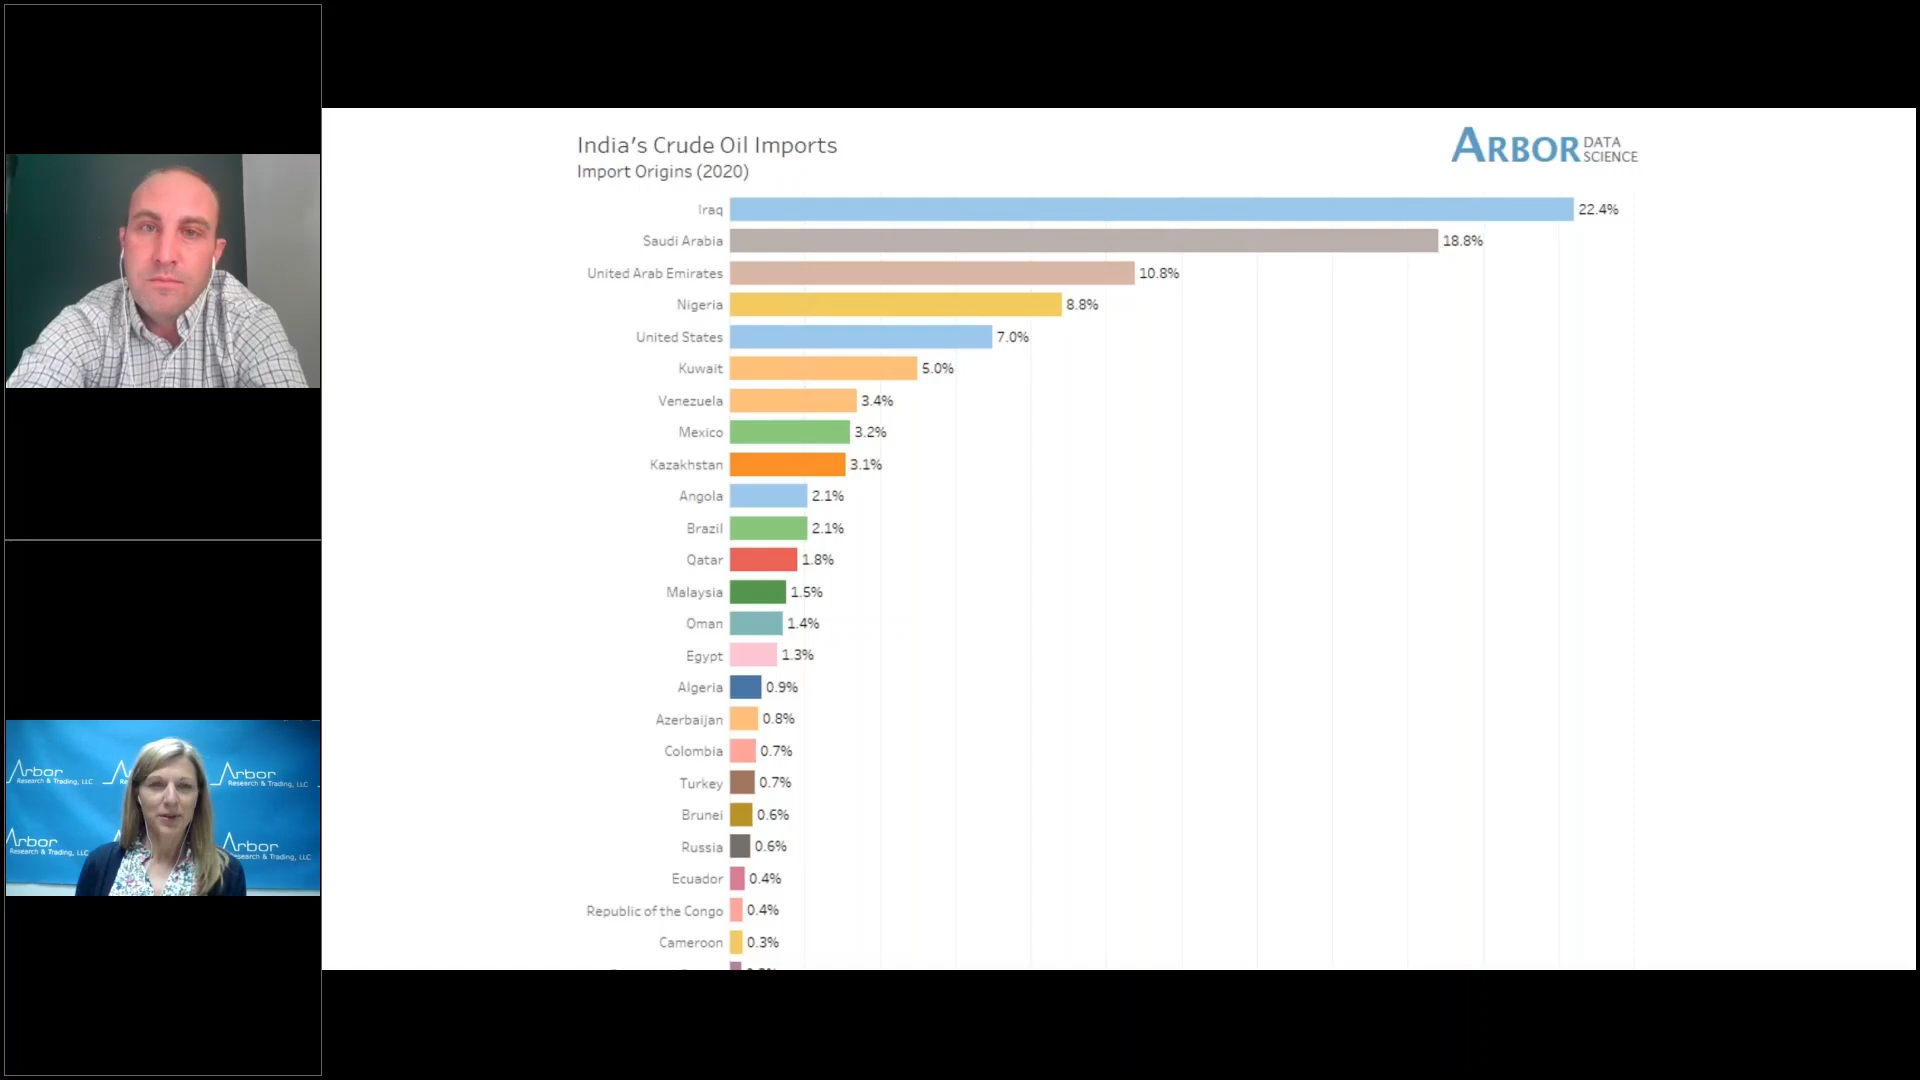 India's Crude Oil Imports
Import Origins (2020)
ARBOR DATA SCIENCE
Iraq 22.4%
Saudi Arabia 18.8%
United Arab Emirates 10.8%
Nigeria 8.8%
United States 7.0%
Kuwait 5.0%
Venezuela 3.4%
Mexico 3.2%
Kazakhstan 3.1%
Angola 2.1%
Brazil 2.1%
Qatar 1.8%
Malaysia 1.5%
Oman 1.4%
Egypt 1.3%
Algeria 0.9%
Azerbaijan 0.8%
Colombia 0.7%
Turkey 0.7%
Brunei 0.6%
Russia 0.6%
Ecuador 0.4%
Republic of the Congo 0.4%
Cameroon 0.3%
Arbor
Research & Trading, LLC
Arbor
Research & Trading, LLC
Arbor
Research & Trading, LLC
Arbor
Research & Trading, LLC